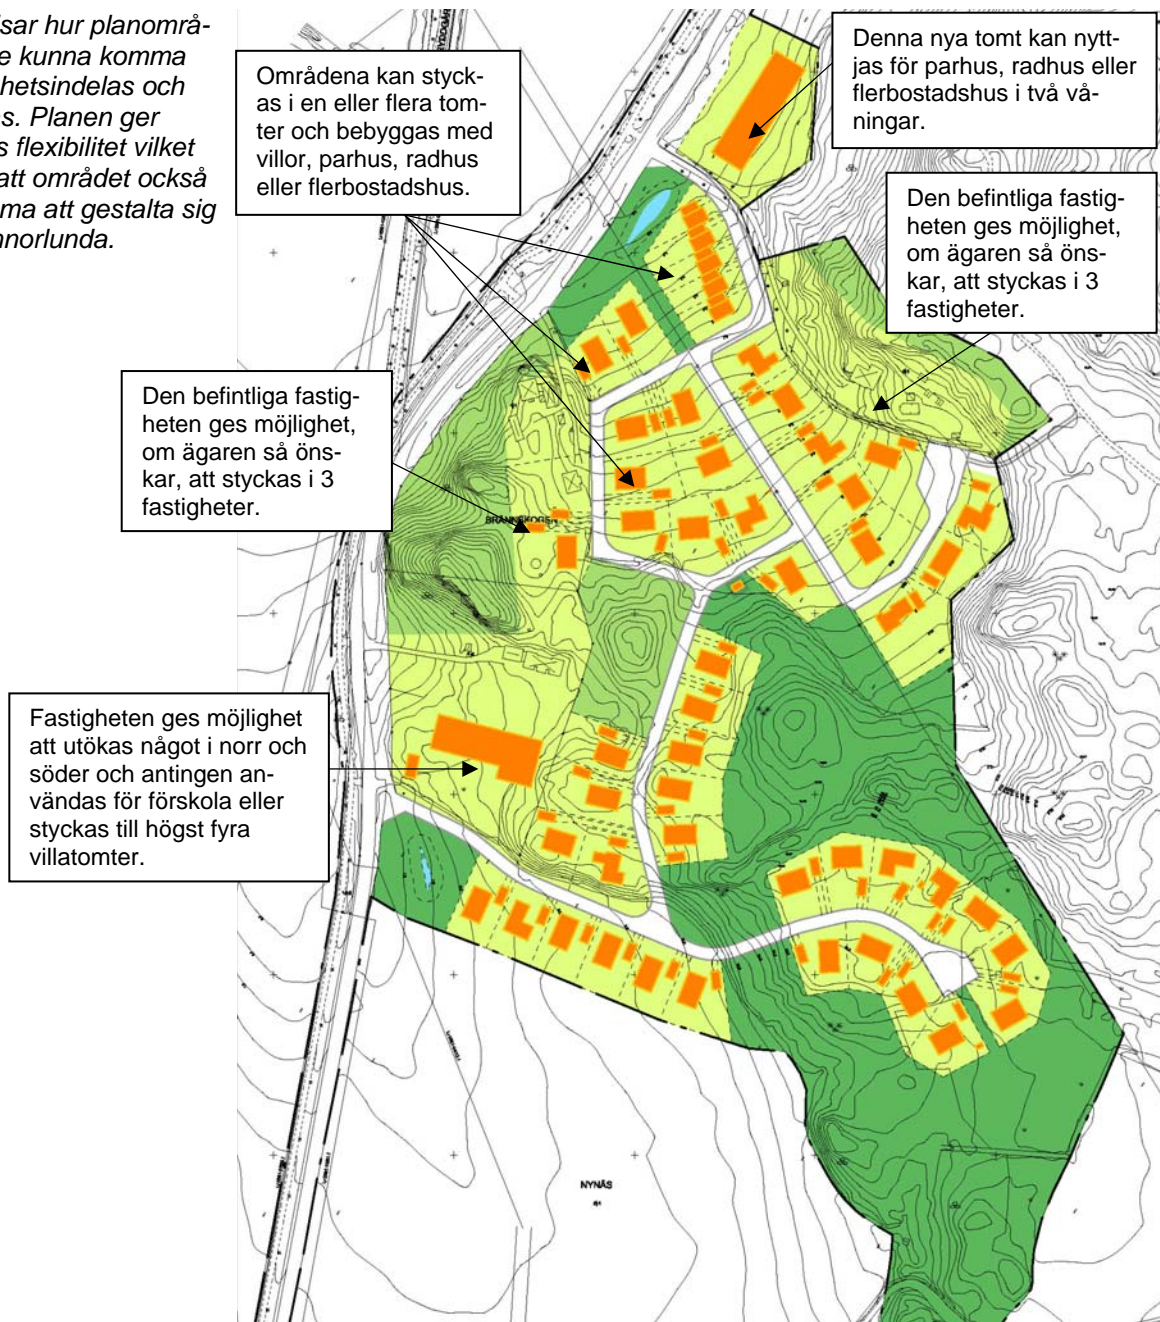 sar hur planområ-
e kunna komma
hetsindelas och
s. Planen ger
s flexibilitet vilket
att området också
ma att gestalta sig
nnorlunda.
Områdena kan styck-
as i en eller flera tom-
ter och bebyggas med
villor, parhus, radhus
eller flerbostadshus.
Denna nya tomt kan nytt-
jas för parhus, radhus eller
flerbostadshus i två vå-
ningar.
Den befintliga fastig-
heten ges möjlighet,
om ägaren så öns-
kar, att styckas i 3
fastigheter.
Den befintliga fastig-
heten ges möjlighet,
om ägaren så öns-
kar, att styckas i 3
fastigheter.
BRÄNNSKOGEN
Fastigheten ges möjlighet
att utökas något i norr och
söder och antingen an-
vändas för förskola eller
styckas till högst fyra
villatomter.
NYNÄS